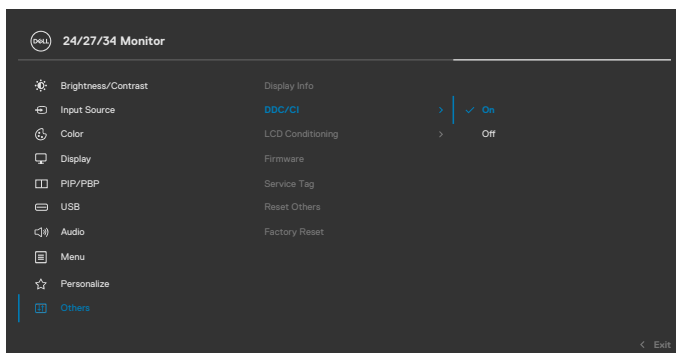 DELL 24/27/34 Monitor
Brightness/Contrast Display Info
Input Source DDC/CI > ✓ On
Color LCD Conditioning > Off
Display Firmware
PIP/PBP Service Tag
USB Reset Others
Audio Factory Reset
Menu
Personalize
Others
< Exit